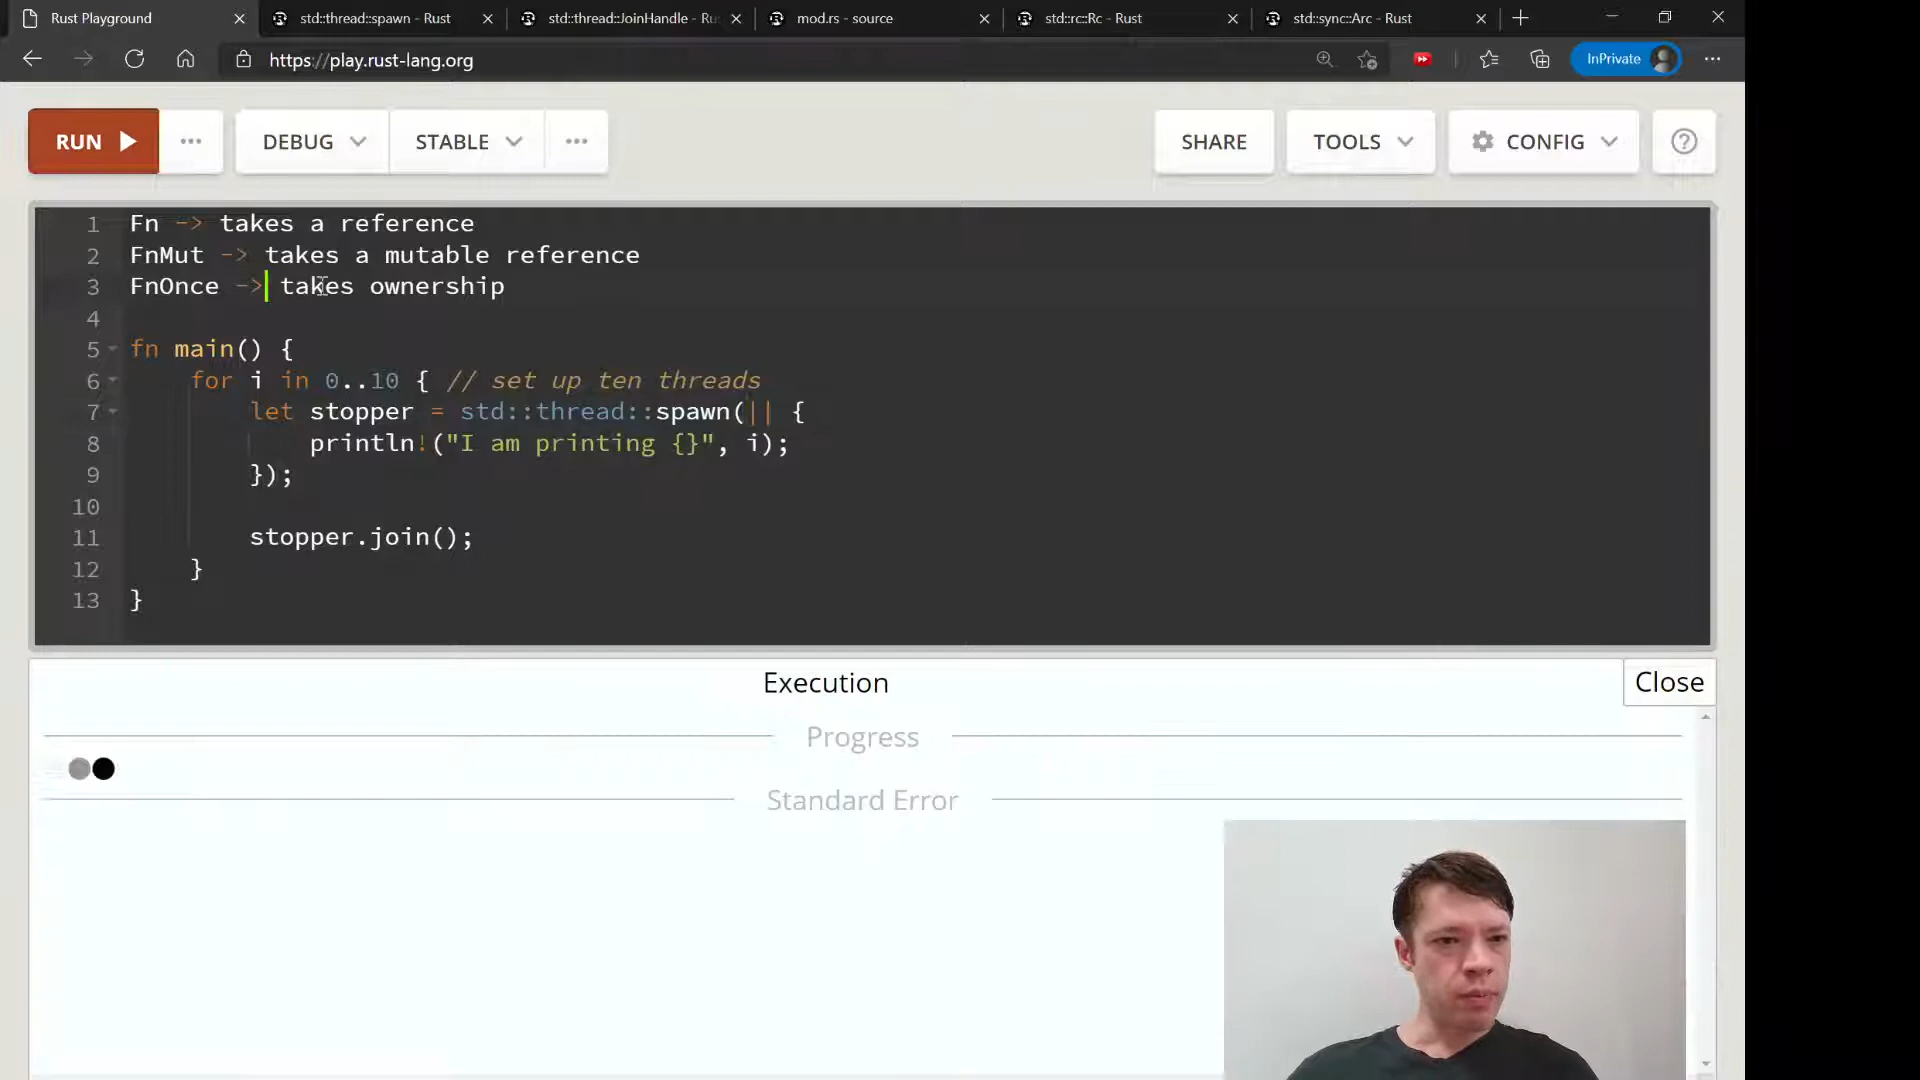 Rust Playground
std::thread::spawn - Rust
std::thread::JoinHandle - Ru
mod.rs - source
std::rc::Rc - Rust
std::sync::Arc - Rust
https://play.rust-lang.org
InPrivate
RUN
DEBUG
STABLE
SHARE
TOOLS
CONFIG
1 Fn -> takes a reference
2 FnMut -> takes a mutable reference
3 FnOnce -> takes ownership
4
5 fn main() {
6 for i in 0..10 { // set up ten threads
7 let stopper = std::thread::spawn(|| {
8 println!("I am printing {}", i);
9 });
10
11 stopper.join();
12 }
13 }
Execution
Close
Progress
Standard Error